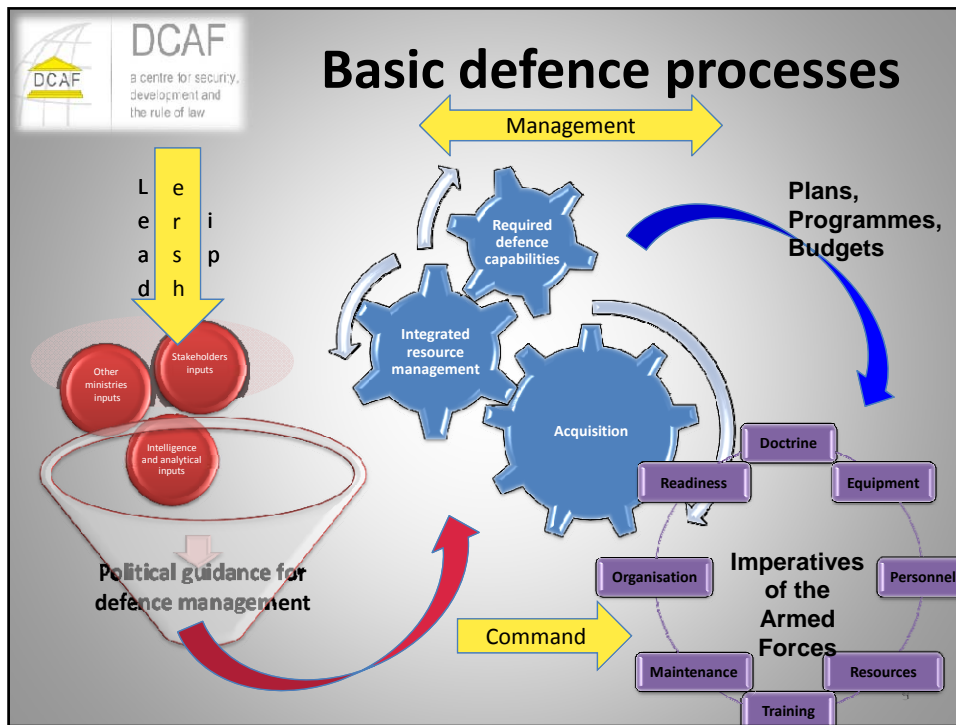 DCAF
DCAF
a centre for security,
development and
the rule of law
Basic defence processes
Management
Leadership
Plans,
Programmes,
Budgets
Required
defence
capabilities
Integrated
resource
management
Acquisition
Stakeholders
inputs
Other
ministries
inputs
Intelligence
and analytical
inputs
Political guidance for
defence management
Command
Doctrine
Readiness
Equipment
Organisation
Imperatives
of the
Armed
Forces
Personnel
Maintenance
Resources
Training